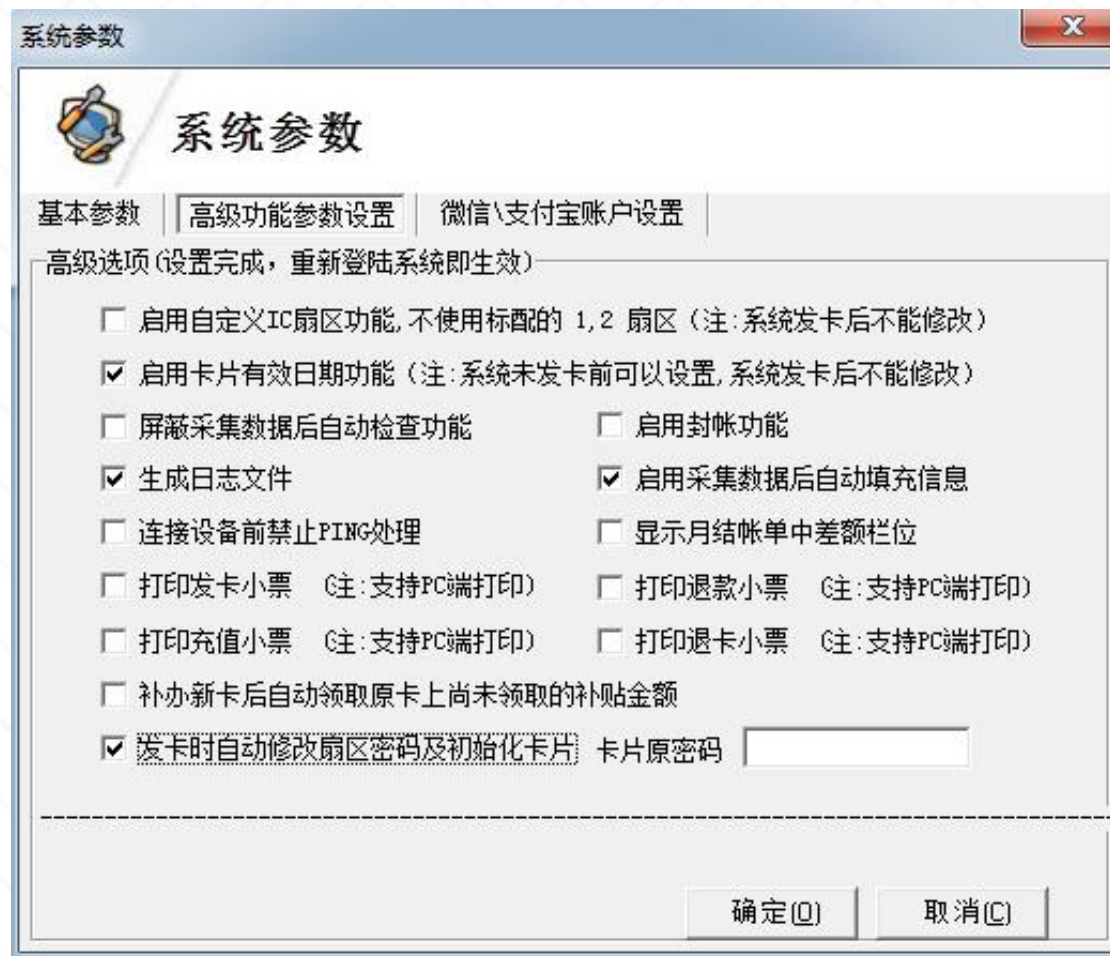 系统参数
系统参数
基本参数 高级功能参数设置 微信\支付宝账户设置
高级选项(设置完成，重新登陆系统即生效)
启用自定义IC扇区功能,不使用标配的 1,2 扇区(注:系统发卡后不能修改)
启用卡片有效日期功能(注:系统未发卡前可以设置,系统发卡后不能修改)
屏蔽采集数据后自动检查功能 启用封帐功能
生成日志文件 启用采集数据后自动填充信息
连接设备前禁止PING处理 显示月结帐单中差额栏位
打印发卡小票 (注:支持PC端打印) 打印退款小票 (注:支持PC端打印)
打印充值小票 (注:支持PC端打印) 打印退卡小票 (注:支持PC端打印)
补办新卡后自动领取原卡上尚未领取的补贴金额
发卡时自动修改扇区密码及初始化卡片 卡片原密码
确定(O) 取消(C)